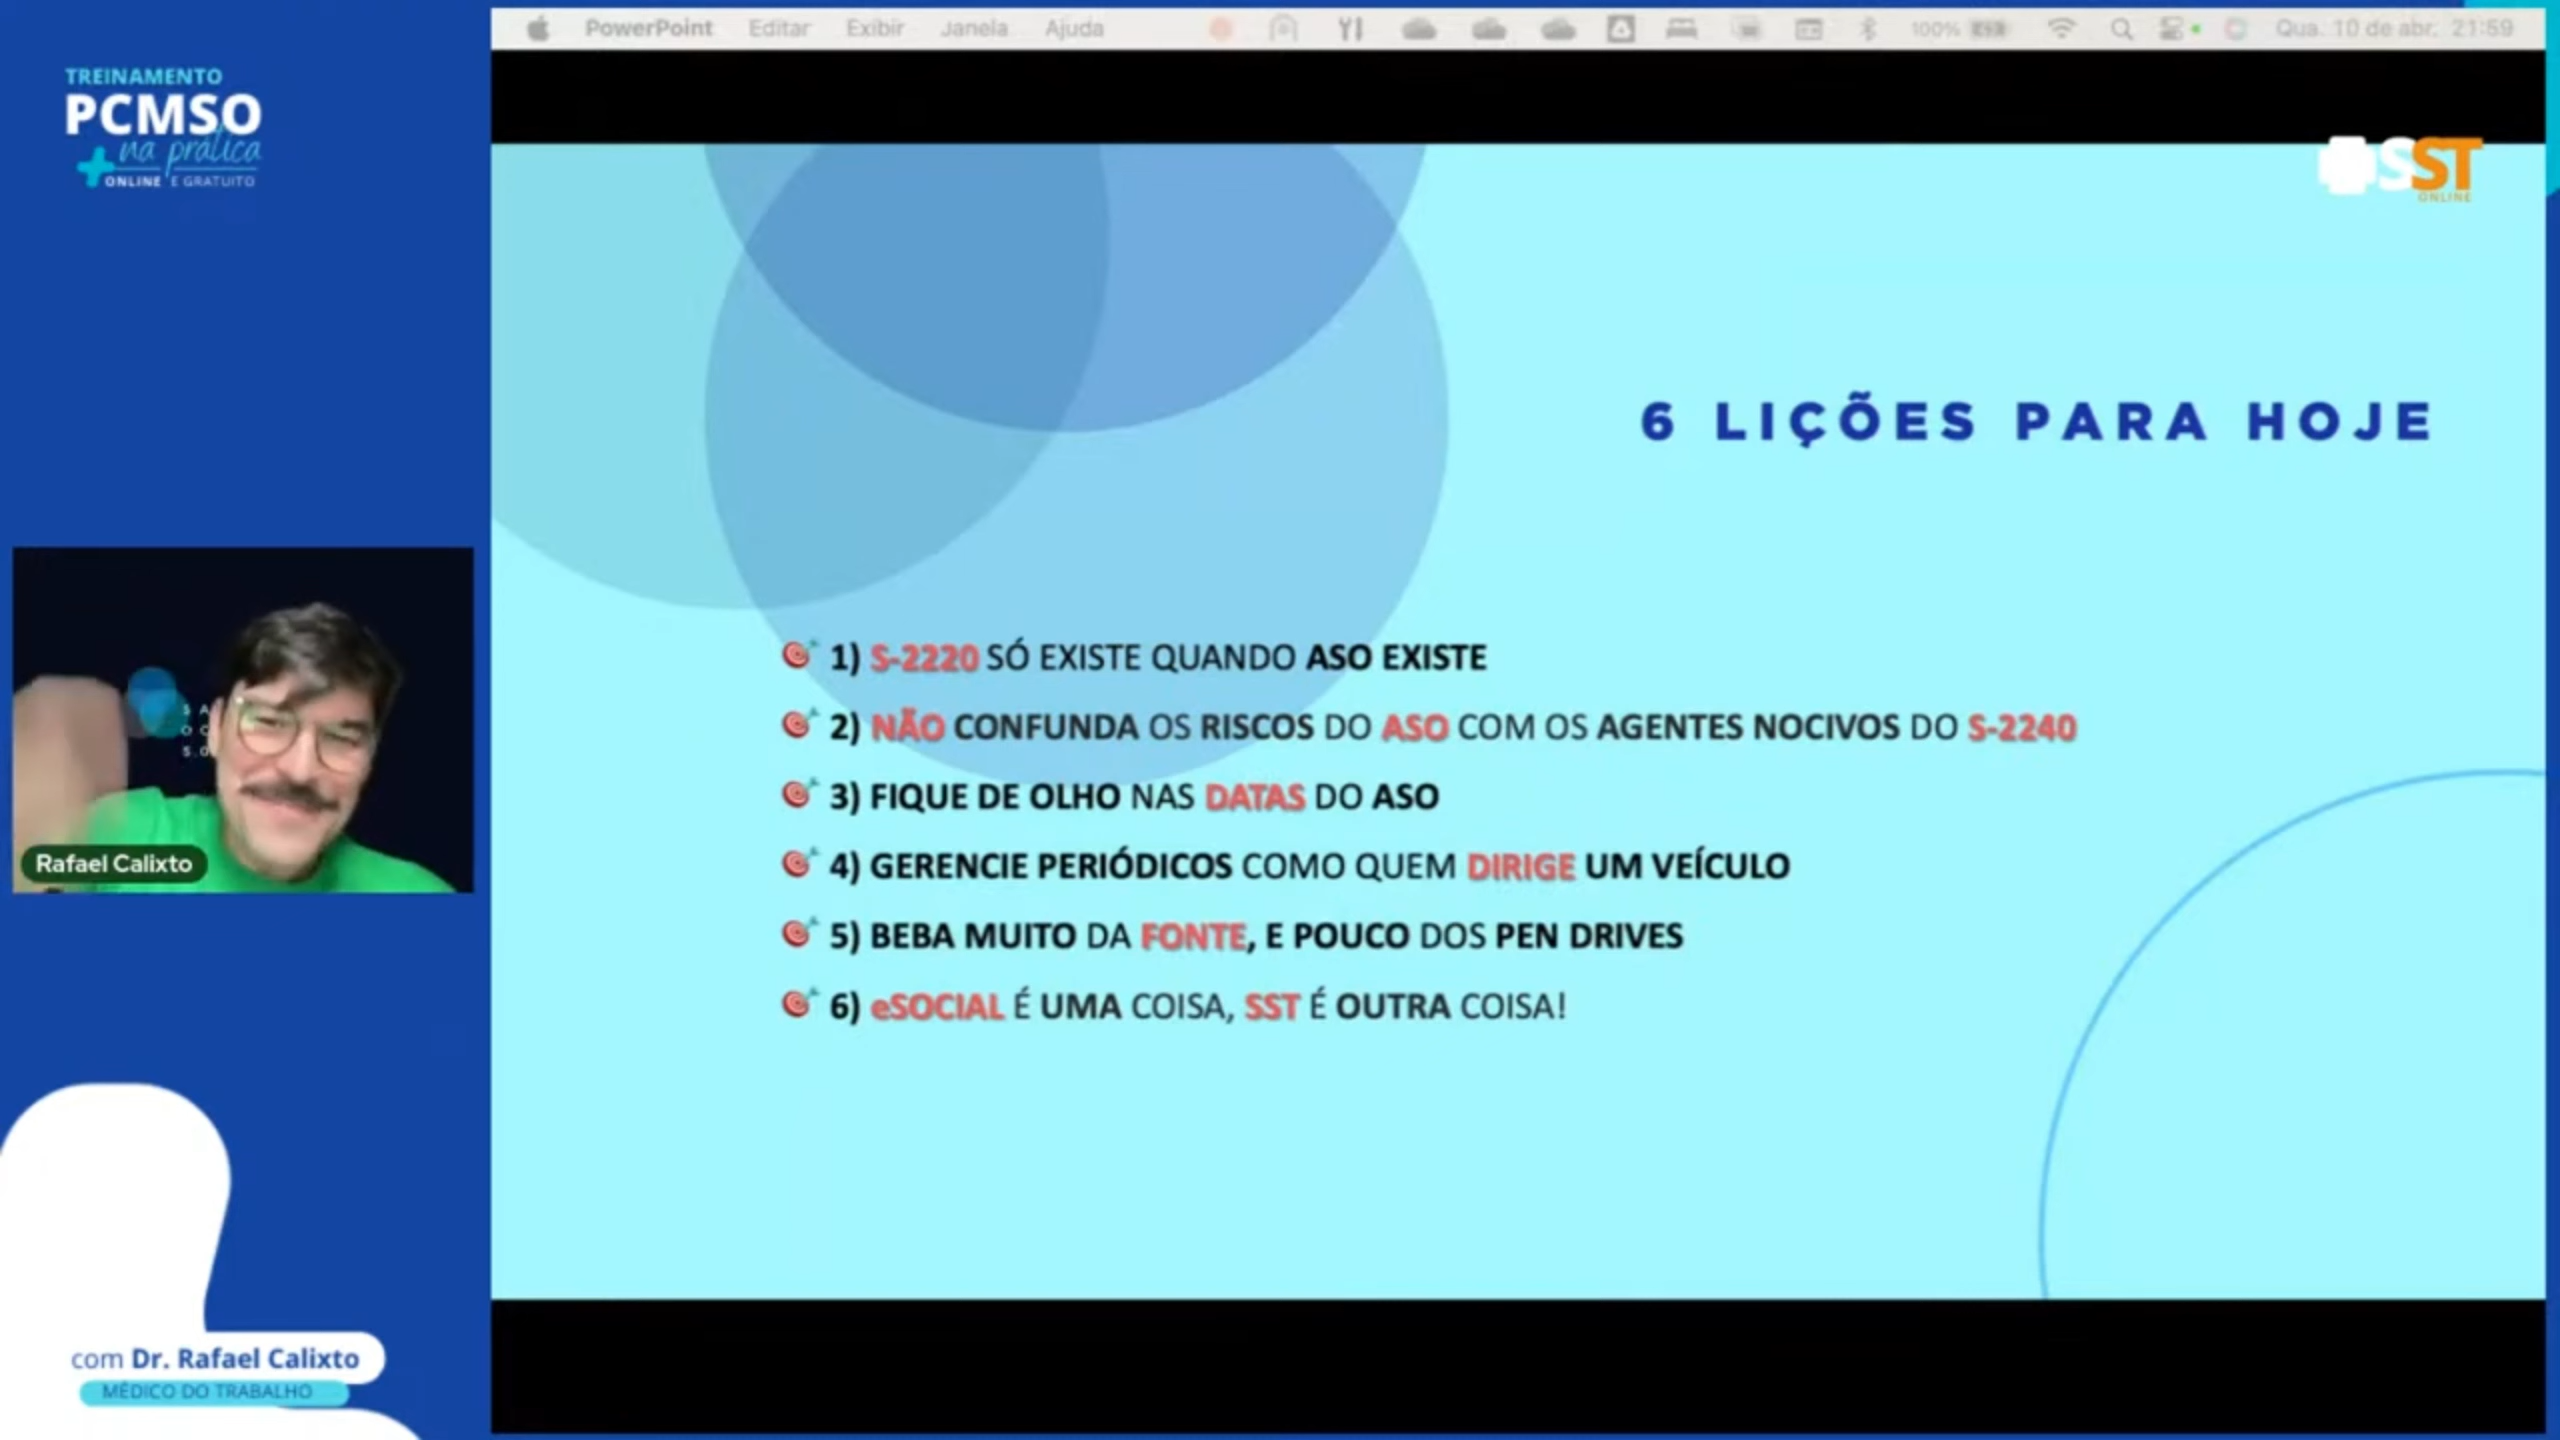 PowerPoint Editar Exibir Janela Ajuda 100% Qua. 10 de abr. 21:59
TREINAMENTO
PCMSO
na prática
ONLINE E GRATUITO
SST
ONLINE
6 LIÇÕES PARA HOJE
1) S-2220 SÓ EXISTE QUANDO ASO EXISTE
2) NÃO CONFUNDA OS RISCOS DO ASO COM OS AGENTES NOCIVOS DO S-2240
3) FIQUE DE OLHO NAS DATAS DO ASO
4) GERENCIE PERIÓDICOS COMO QUEM DIRIGE UM VEÍCULO
5) BEBA MUITO DA FONTE, E POUCO DOS PEN DRIVES
6) eSOCIAL É UMA COISA, SST É OUTRA COISA!
Rafael Calixto
com Dr. Rafael Calixto
MÉDICO DO TRABALHO